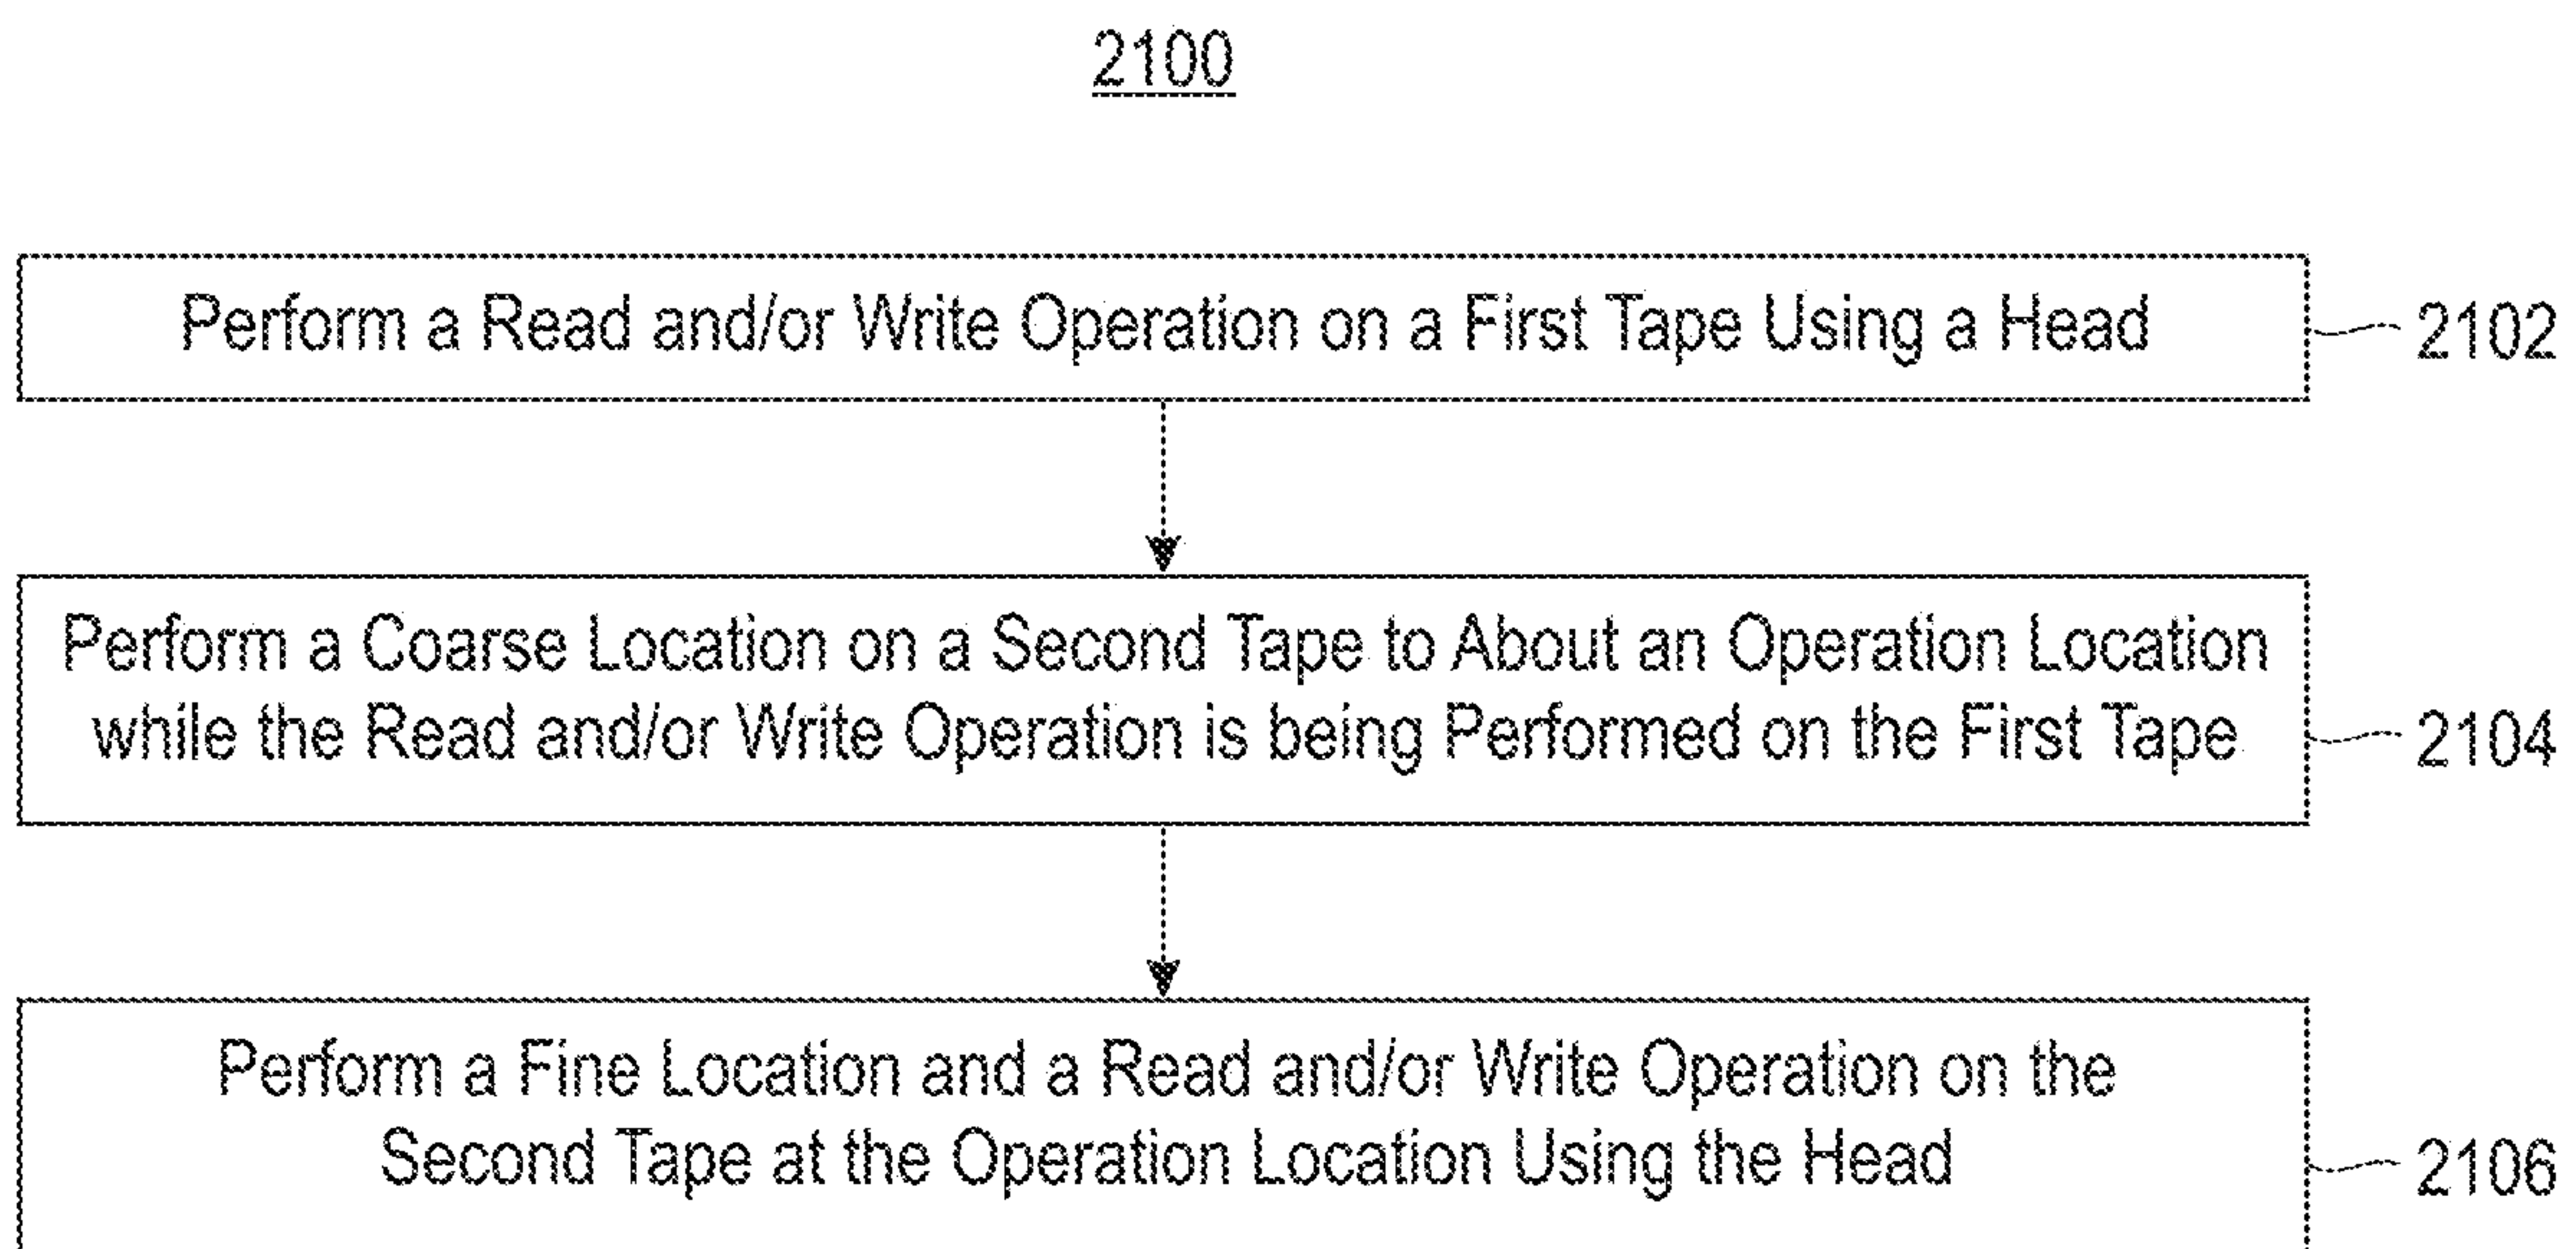 2100
Perform a Read and/or Write Operation on a First Tape Using a Head
2102
Perform a Coarse Location on a Second Tape to About an Operation Location
while the Read and/or Write Operation is being Performed on the First Tape
2104
Perform a Fine Location and a Read and/or Write Operation on the
Second Tape at the Operation Location Using the Head
2106